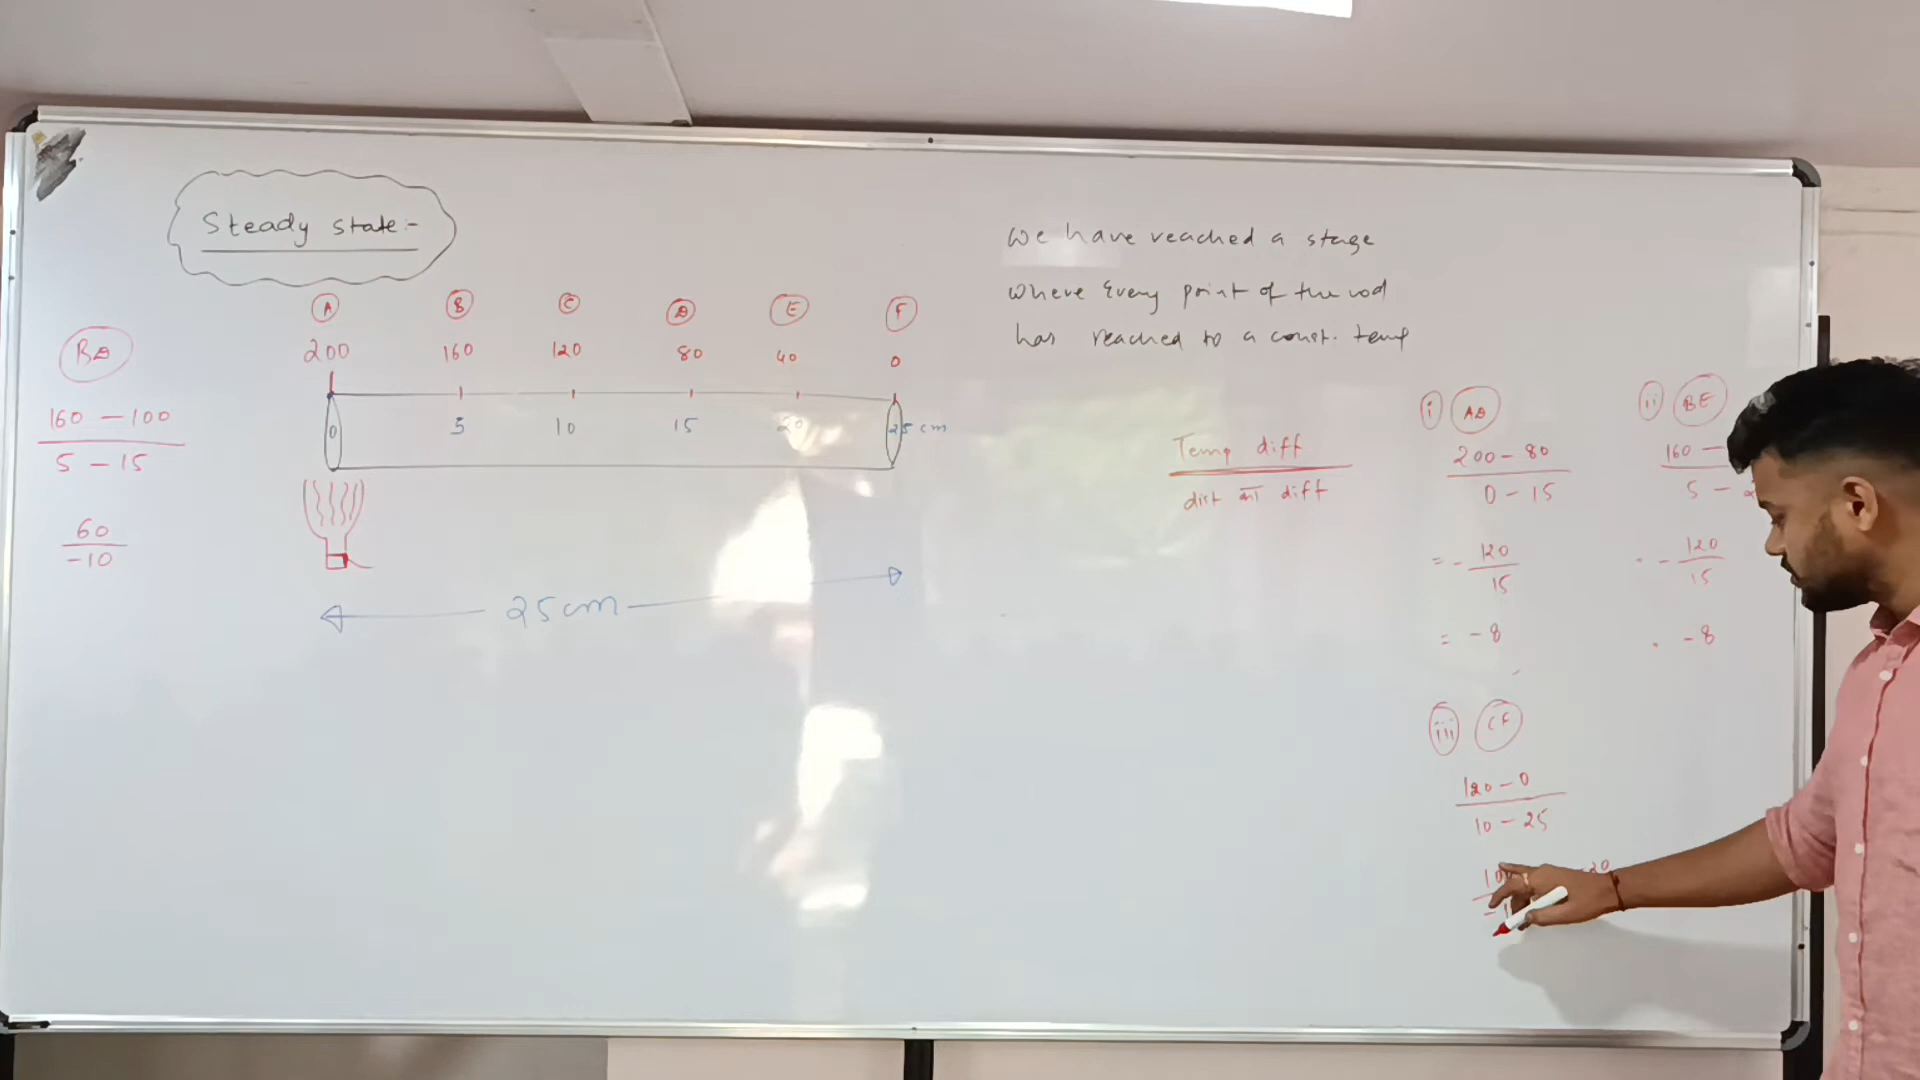 Steady state:-
A B C D E F
200 160 120 80 40 0
0 5 10 15 20 25 cm
25cm
BD
160 - 100
5 - 15
60
-10
We have reached a stage
where Every point of the rod
has reached to a const. temp
Temp diff
dist diff
i AD
200 - 80
0 - 15
= - 120
15
= - 8
ii BE
160 -
5 -
- 120
15
- 8
iii CF
120 - 0
10 - 25